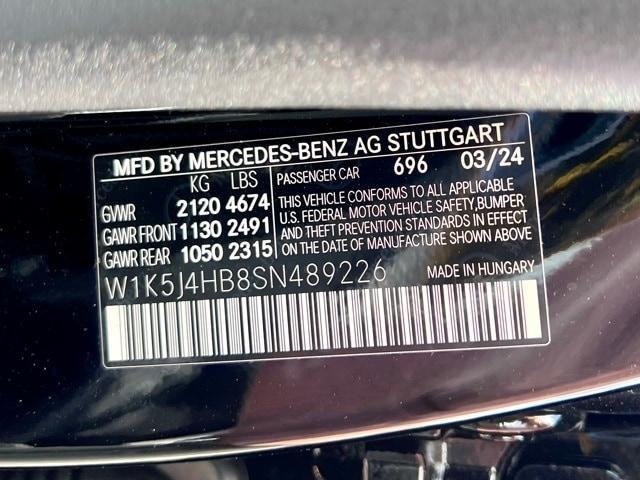 MFD BY MERCEDES-BENZ AG STUTTGART
KG LBS PASSENGER CAR 696 03/24
GVWR 2120 4674
GAWR FRONT 1130 2491
GAWR REAR 1050 2315
THIS VEHICLE CONFORMS TO ALL APPLICABLE
U.S. FEDERAL MOTOR VEHICLE SAFETY, BUMPER
AND THEFT PREVENTION STANDARDS IN EFFECT
ON THE DATE OF MANUFACTURE SHOWN ABOVE
W1K5J4HB8SN489226 MADE IN HUNGARY